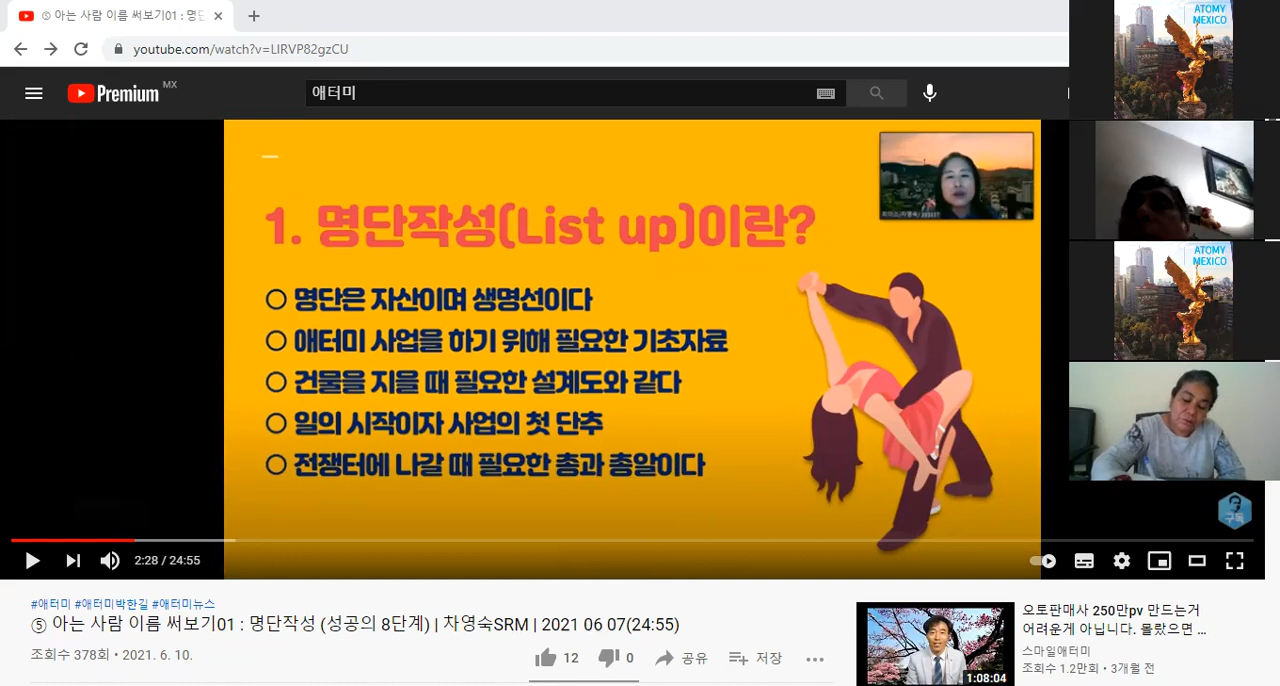 ⑤ 아는 사람 이름 써보기01 : 명단
youtube.com/watch?v=LIRVP82gzCU
Premium MX
애터미
ATOMY
MEXICO
1. 명단작성(List up)이란?
○ 명단은 자산이며 생명선이다
○ 애터미 사업을 하기 위해 필요한 기초자료
○ 건물을 지을 때 필요한 설계도와 같다
○ 일의 시작이자 사업의 첫 단추
○ 전쟁터에 나갈 때 필요한 총과 총알이다
ATOMY
MEXICO
구독
2:28 / 24:55
#애터미 #애터미박한길 #애터미뉴스
⑤ 아는 사람 이름 써보기01 : 명단작성 (성공의 8단계) | 차영숙SRM | 2021 06 07(24:55)
조회수 378회 • 2021. 6. 10.
12
0
공유
저장
1:08:04
오토판매사 250만pv 만드는거
어려운게 아닙니다. 몰랐으면 ...
스마일애터미
조회수 1.2만회 • 3개월 전